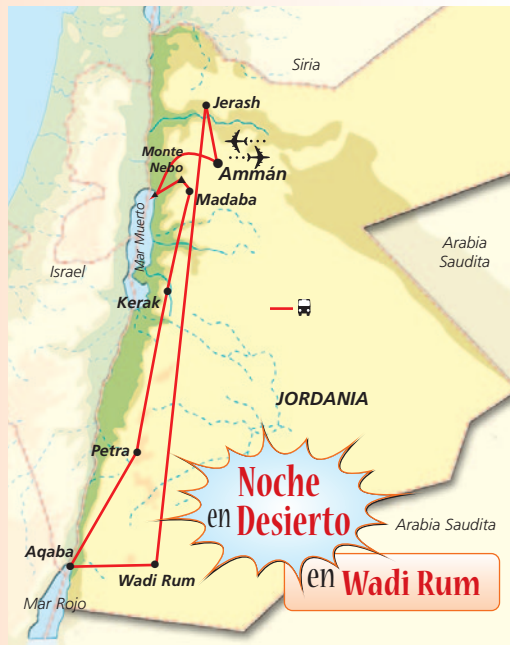 Siria
Jerash
Monte
Nebo
Ammán
Madaba
Mar Muerto
Israel
Arabia
Saudita
Kerak
JORDANIA
Petra
Noche
en Desierto
Arabia Saudita
Aqaba
Wadi Rum
en Wadi Rum
Mar Rojo